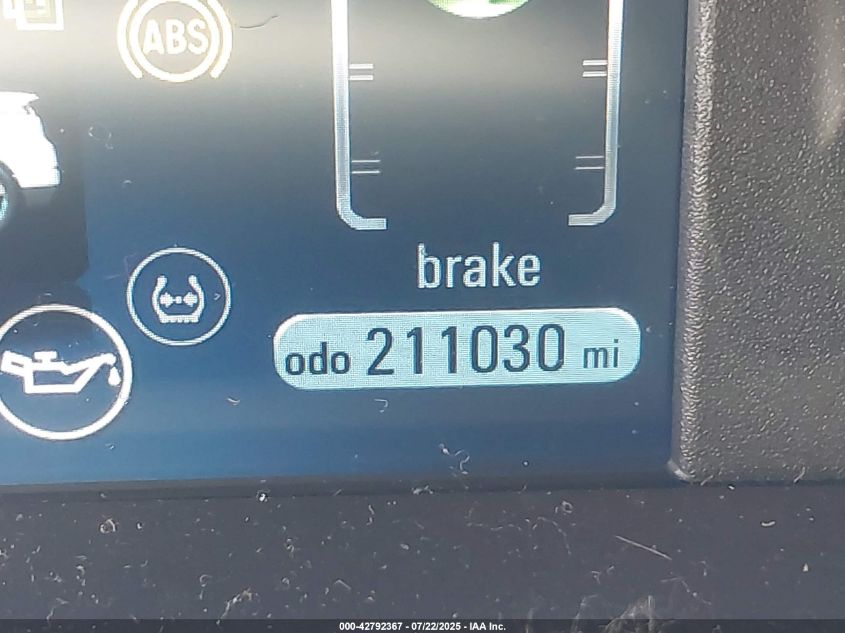 ABS
brake
odo 211030 mi
000-42792367 - 07/22/2025 - IAA Inc.